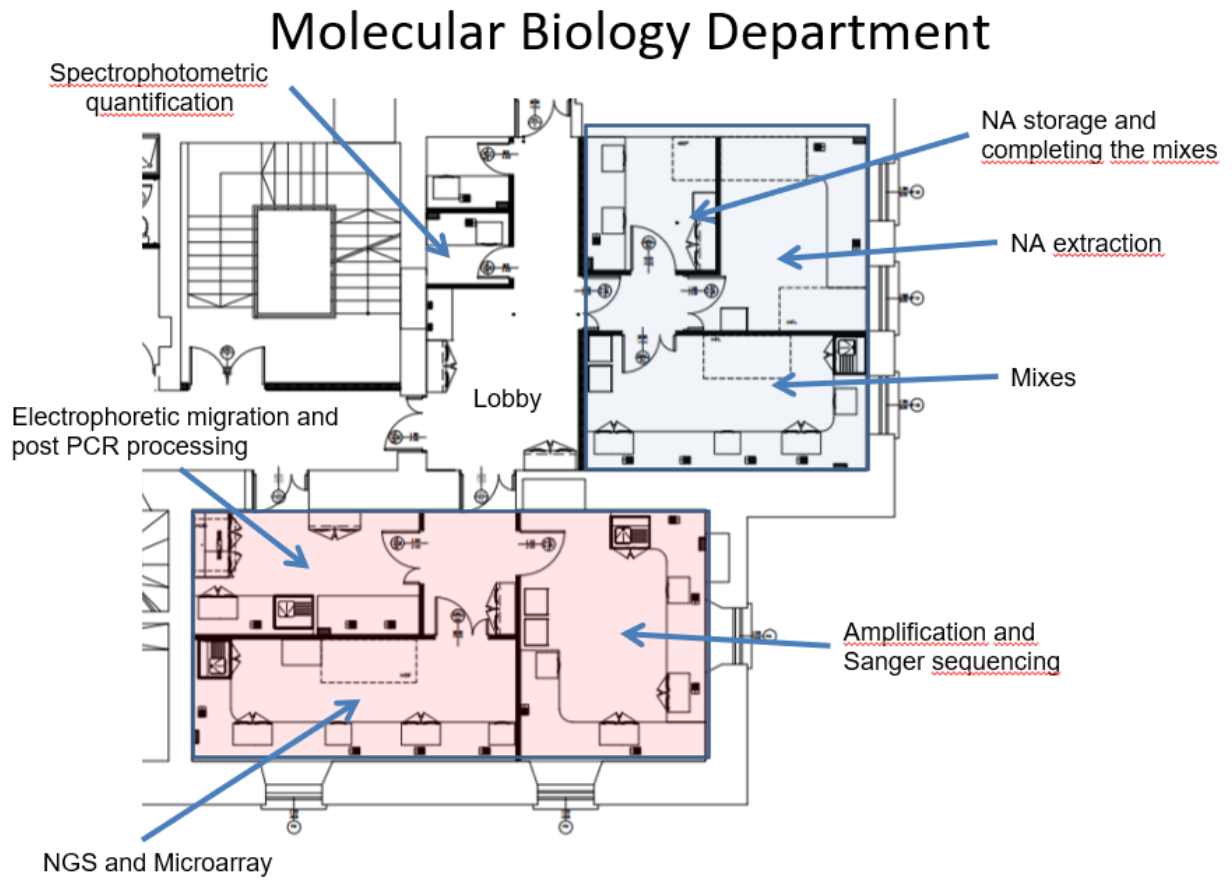 Molecular Biology Department
Spectrophotometric
quantification
NA storage and
completing the mixes
NA extraction
Mixes
Lobby
Electrophoretic migration and
post PCR processing
Amplification and
Sanger sequencing
NGS and Microarray